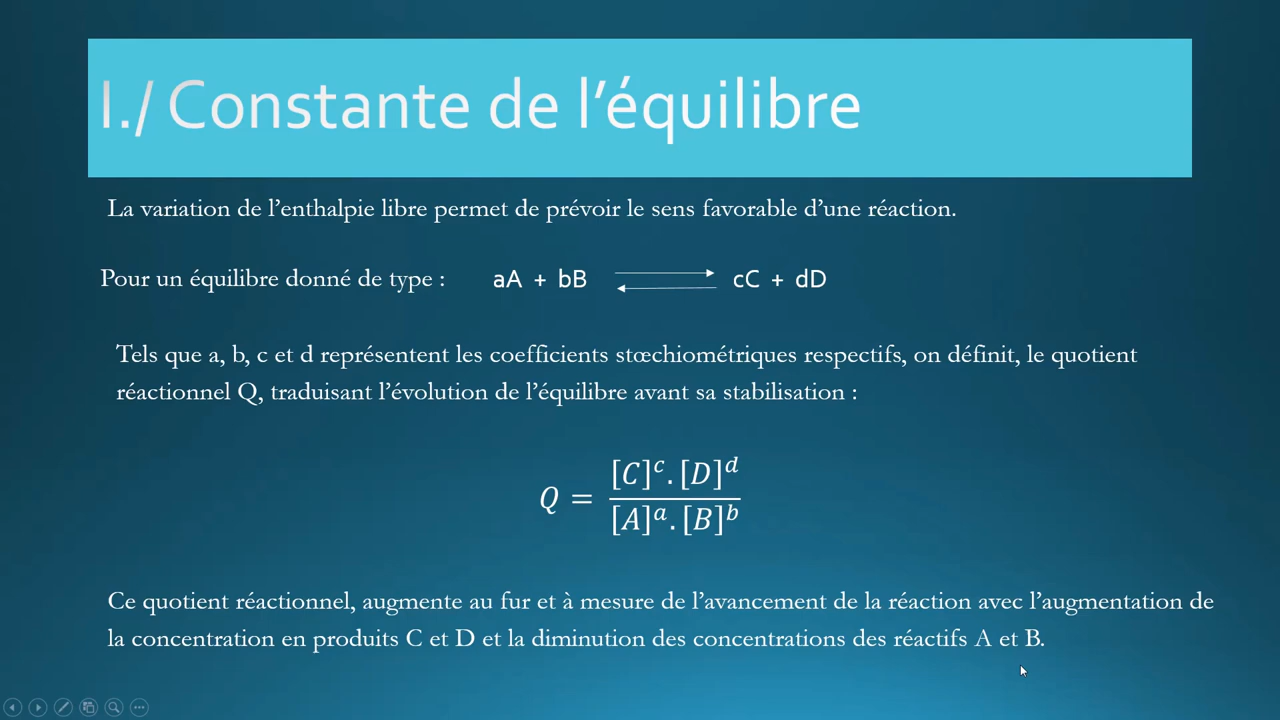 I./ Constante de l’équilibre
La variation de l’enthalpie libre permet de prévoir le sens favorable d’une réaction.
Pour un équilibre donné de type : aA + bB ⇄ cC + dD
Tels que a, b, c et d représentent les coefficients stœchiométriques respectifs, on définit, le quotient
réactionnel Q, traduisant l’évolution de l’équilibre avant sa stabilisation :
Q = [C]^c . [D]^d / [A]^a . [B]^b
Ce quotient réactionnel, augmente au fur et à mesure de l’avancement de la réaction avec l’augmentation de
la concentration en produits C et D et la diminution des concentrations des réactifs A et B.